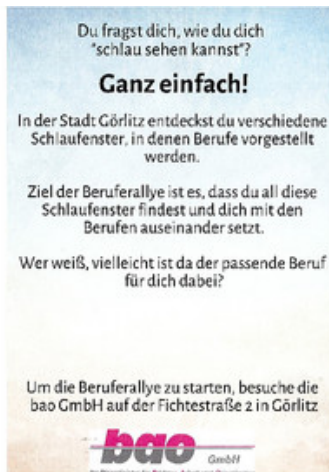 Du fragst dich, wie du dich
"schlau sehen kannst"?
Ganz einfach!
In der Stadt Görlitz entdeckst du verschiedene
Schlaufenster, in denen Berufe vorgestellt
werden.
Ziel der Beruferallye ist es, dass du all diese
Schlaufenster findest und dich mit den
Berufen auseinander setzt.
Wer weiß, vielleicht ist da der passende Beruf
für dich dabei?
Um die Beruferallye zu starten, besuche die
bao GmbH auf der Fichtestraße 2 in Görlitz
bao GmbH